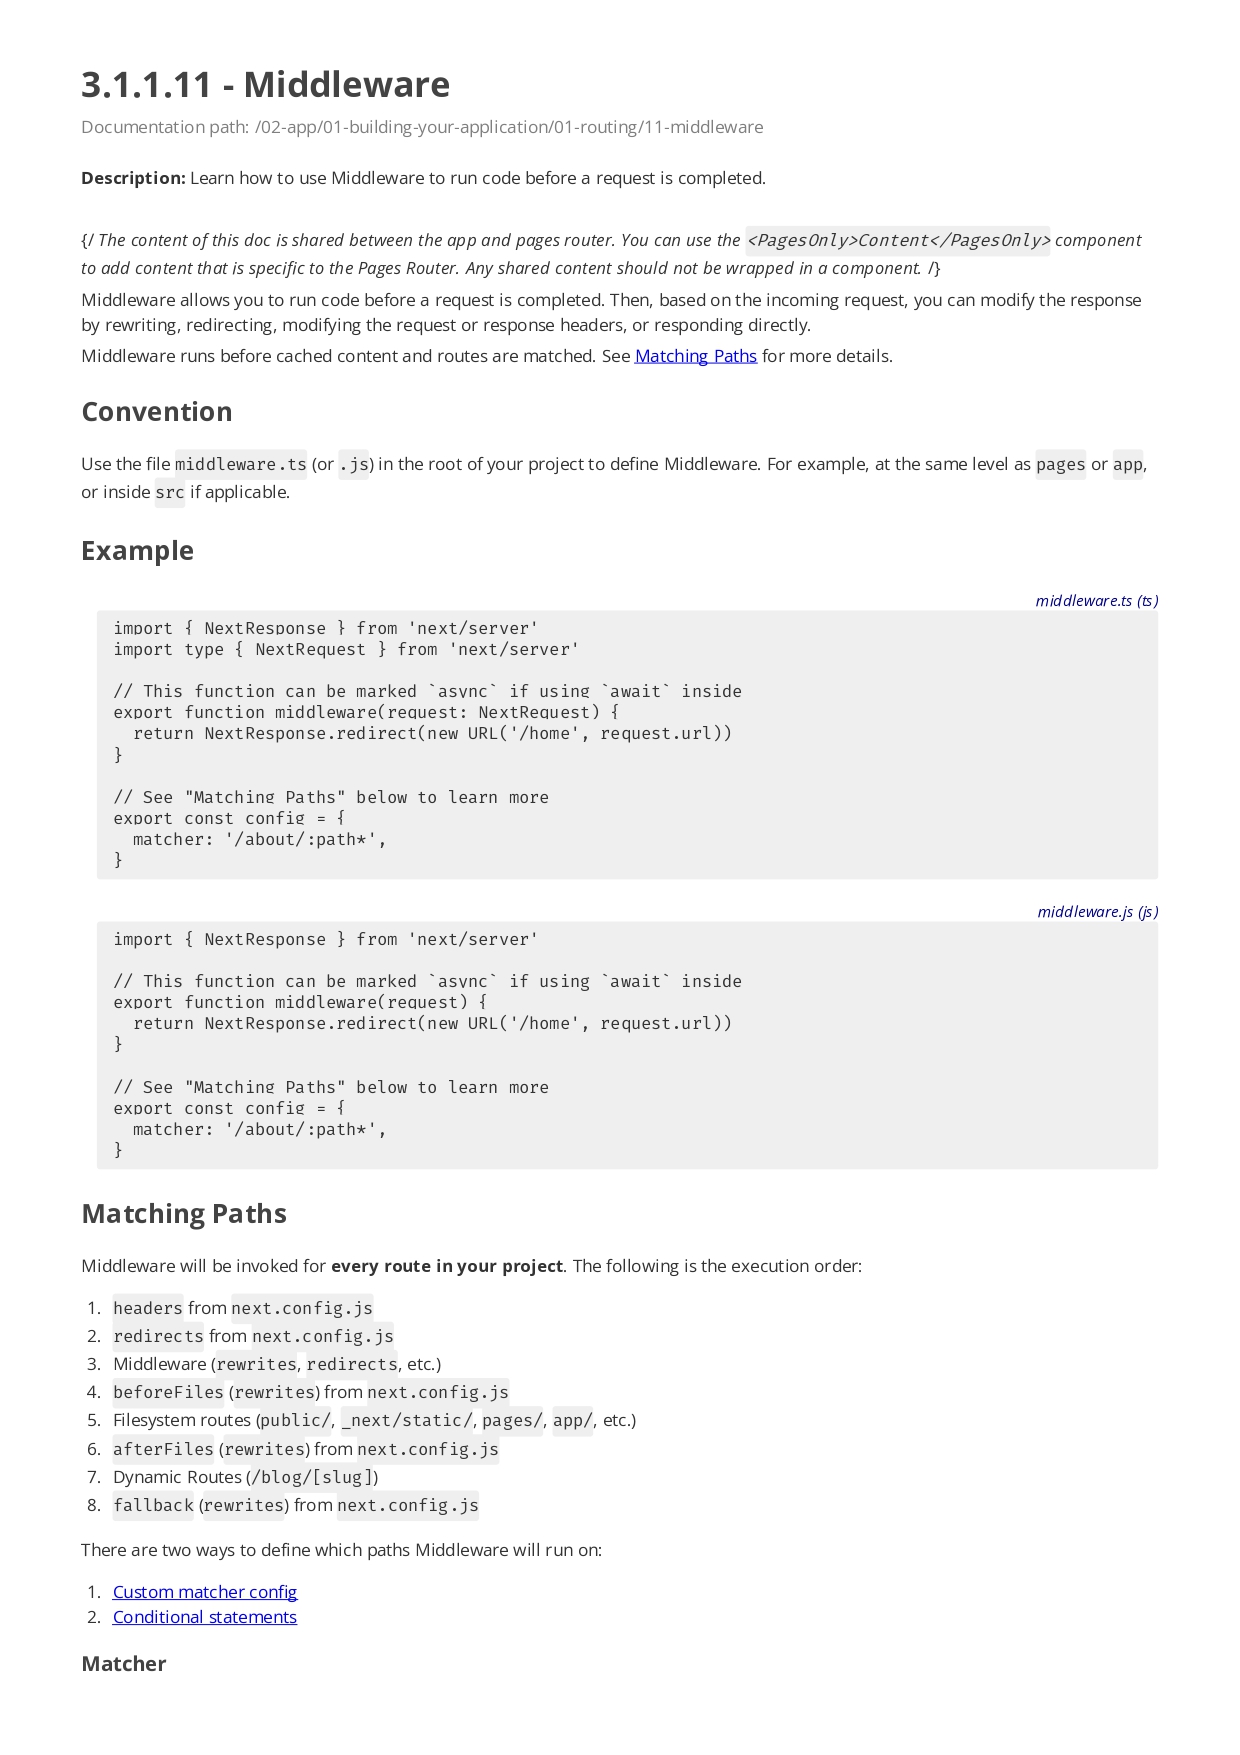 3.1.1.11 - Middleware
Documentation path: /02-app/01-building-your-application/01-routing/11-middleware
Description: Learn how to use Middleware to run code before a request is completed.
{/ The content of this doc is shared between the app and pages router. You can use the <PagesOnly>Content</PagesOnly> component
to add content that is specific to the Pages Router. Any shared content should not be wrapped in a component. /}
Middleware allows you to run code before a request is completed. Then, based on the incoming request, you can modify the response
by rewriting, redirecting, modifying the request or response headers, or responding directly.
Middleware runs before cached content and routes are matched. See Matching Paths for more details.
Convention
Use the file middleware.ts (or .js) in the root of your project to define Middleware. For example, at the same level as pages or app,
or inside src if applicable.
Example
middleware.ts (ts)
import { NextResponse } from 'next/server'
import type { NextRequest } from 'next/server'
// This function can be marked `async` if using `await` inside
export function middleware(request: NextRequest) {
  return NextResponse.redirect(new URL('/home', request.url))
}
// See "Matching Paths" below to learn more
export const config = {
  matcher: '/about/:path*',
}
middleware.js (js)
import { NextResponse } from 'next/server'
// This function can be marked `async` if using `await` inside
export function middleware(request) {
  return NextResponse.redirect(new URL('/home', request.url))
}
// See "Matching Paths" below to learn more
export const config = {
  matcher: '/about/:path*',
}
Matching Paths
Middleware will be invoked for every route in your project. The following is the execution order:
1. headers from next.config.js
2. redirects from next.config.js
3. Middleware (rewrites, redirects, etc.)
4. beforeFiles (rewrites) from next.config.js
5. Filesystem routes (public/, _next/static/, pages/, app/, etc.)
6. afterFiles (rewrites) from next.config.js
7. Dynamic Routes (/blog/[slug])
8. fallback (rewrites) from next.config.js
There are two ways to define which paths Middleware will run on:
1. Custom matcher config
2. Conditional statements
Matcher